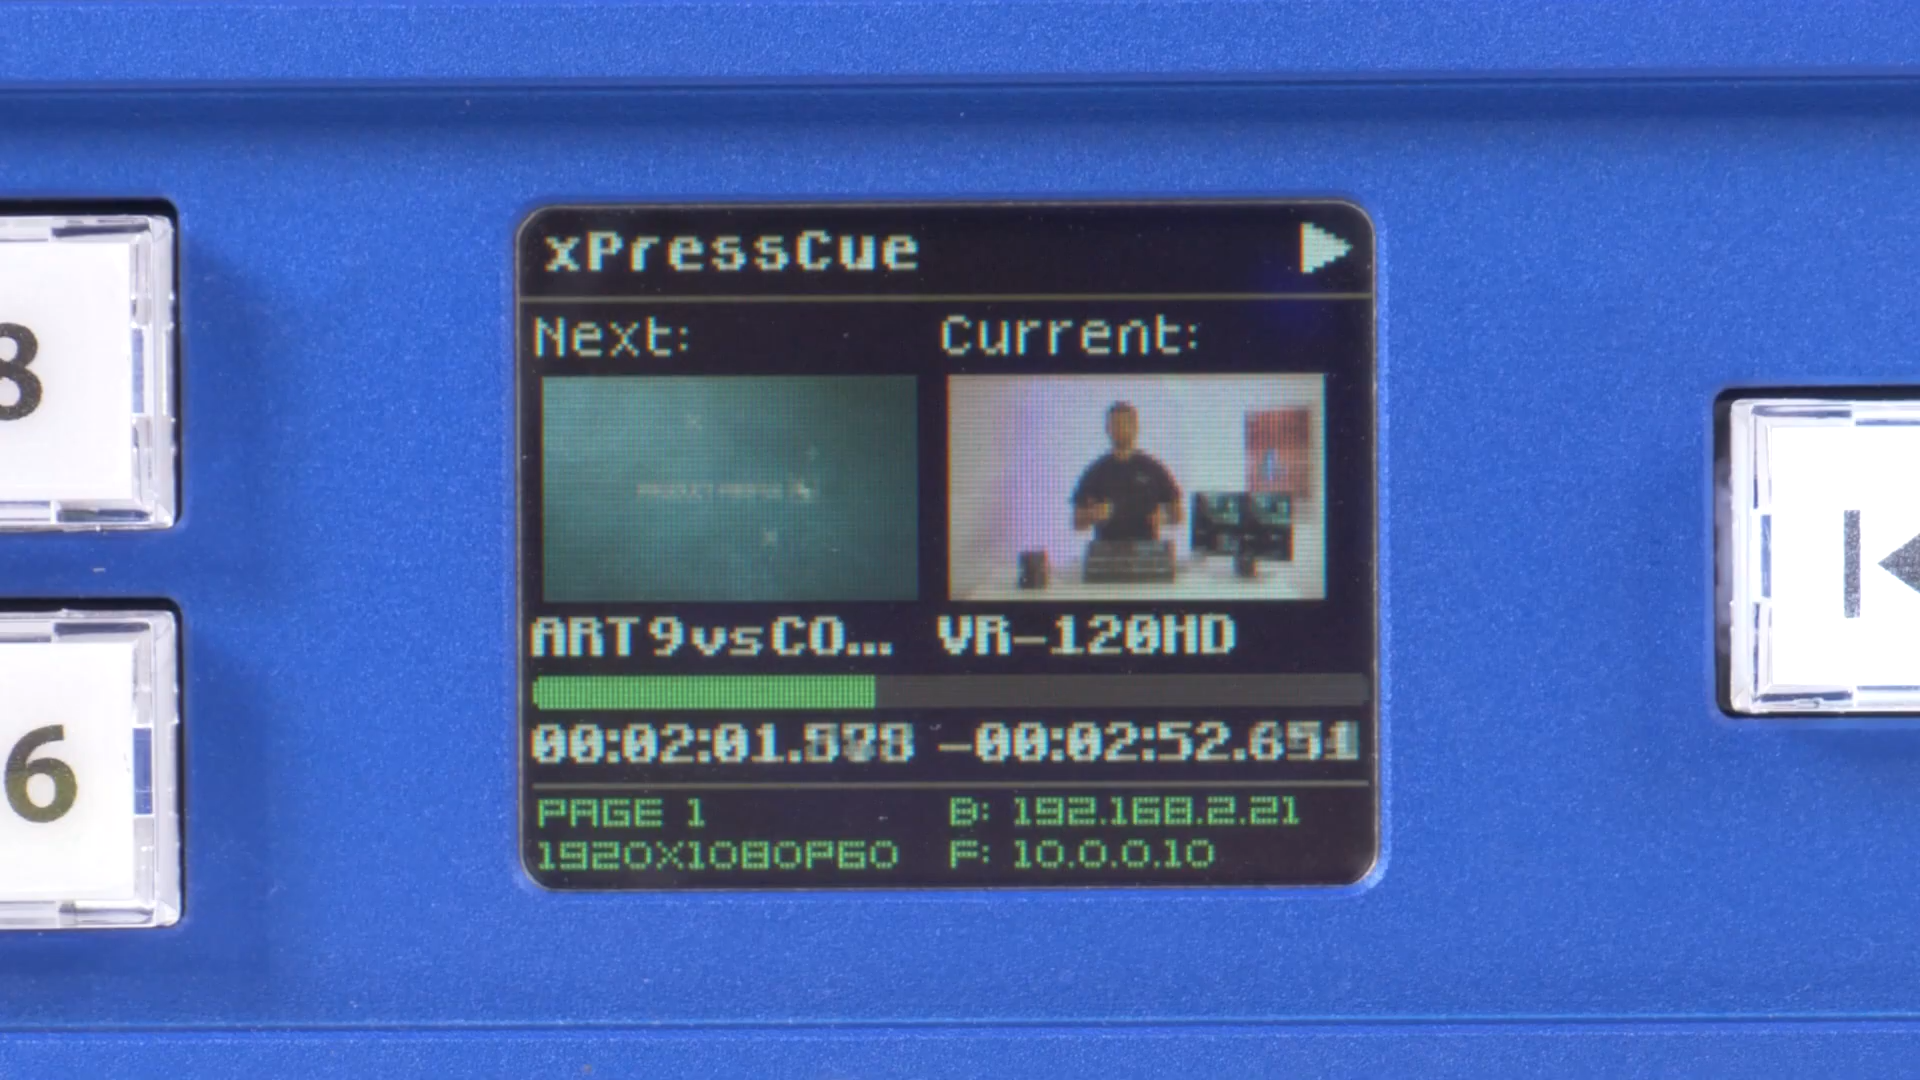 xPressCue
Next: Current:
ART9vsCO... VR-120HD
00:02:01.578 -00:02:52.651
PAGE 1 B: 192.168.2.21
1920X1080P60 F: 10.0.0.10
8
6